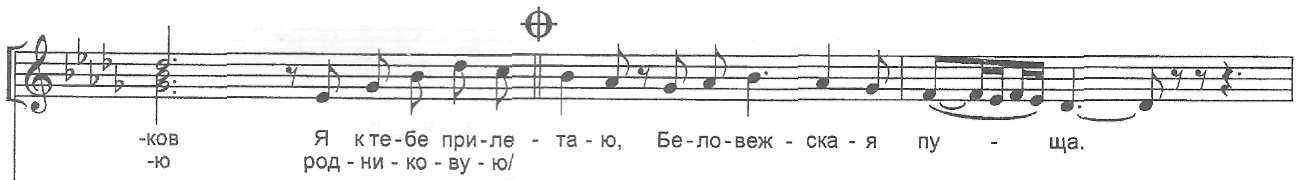 -ков Я к те-бе при-ле - та - ю, Бе-ло-веж - ска - я пу - ща.
-ю род - ни - ко - ву - ю/